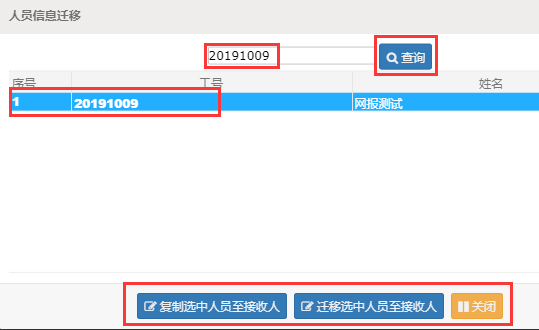 人员信息迁移
20191009 查询
序号 工号 姓名
1 20191009 网报测试
复制选中人员至接收人 迁移选中人员至接收人 关闭